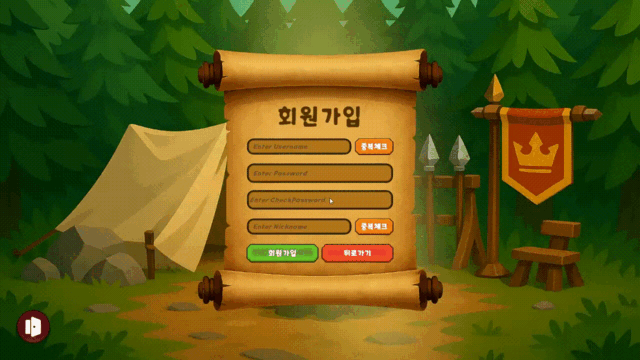 회원가입
Enter Username 중복체크
Enter Password
Enter CheckPassword
Enter Nickname 중복체크
회원가입 뒤로가기